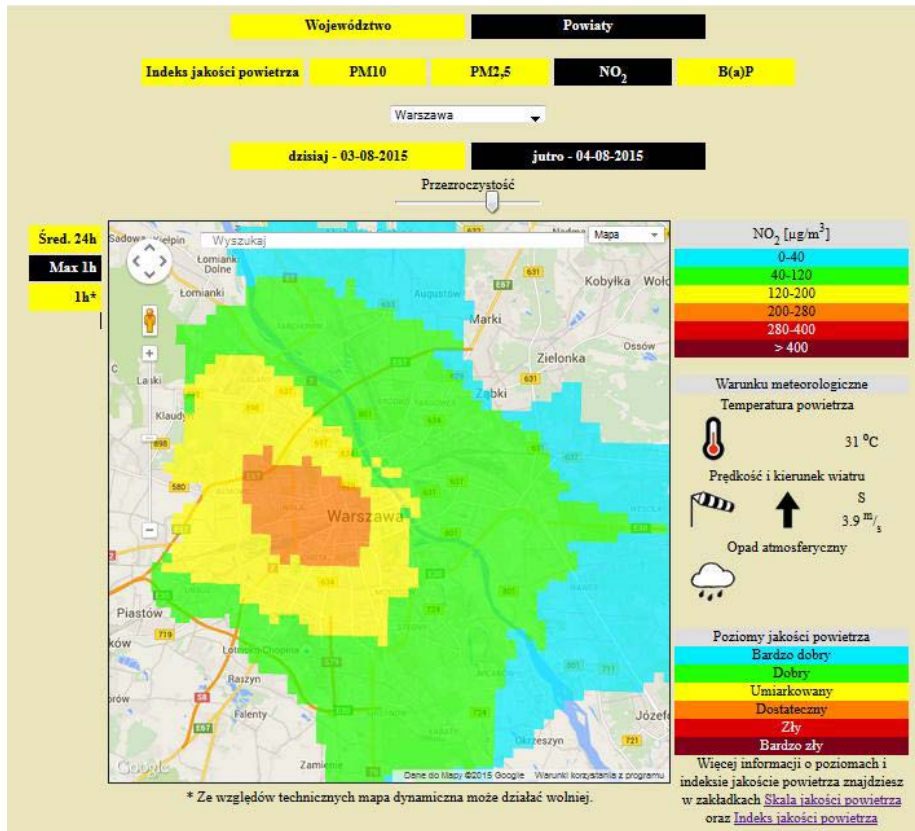 Województwo Powiaty
Indeks jakości powietrza PM10 PM2,5 NO2 B(a)P
Warszawa
dzisiaj - 03-08-2015 jutro - 04-08-2015
Przezroczystość
Śred. 24h
Max 1h
1h*
Wyszukaj
Mapa
Łomianki Dolne
Łomianki
Laski
Klaudyn
Piastów
Raszyn
Falenty
Zamienie
Marki
Kobyłka
Zielonka
Ossów
Ząbki
Warszawa
Google
Dane do Mapy ©2015 Google Warunki korzystania z programu
* Ze względów technicznych mapa dynamiczna może działać wolniej.
NO2 [µg/m3]
0-40
40-120
120-200
200-280
280-400
> 400
Warunku meteorologiczne
Temperatura powietrza
31 °C
Prędkość i kierunek wiatru
S
3.9 m/s
Opad atmosferyczny
Poziomy jakości powietrza
Bardzo dobry
Dobry
Umiarkowany
Dostateczny
Zły
Bardzo zły
Więcej informacji o poziomach i
indeksie jakoście powietrza znajdziesz
w zakładkach Skala jakości powietrza
oraz Indeks jakości powietrza